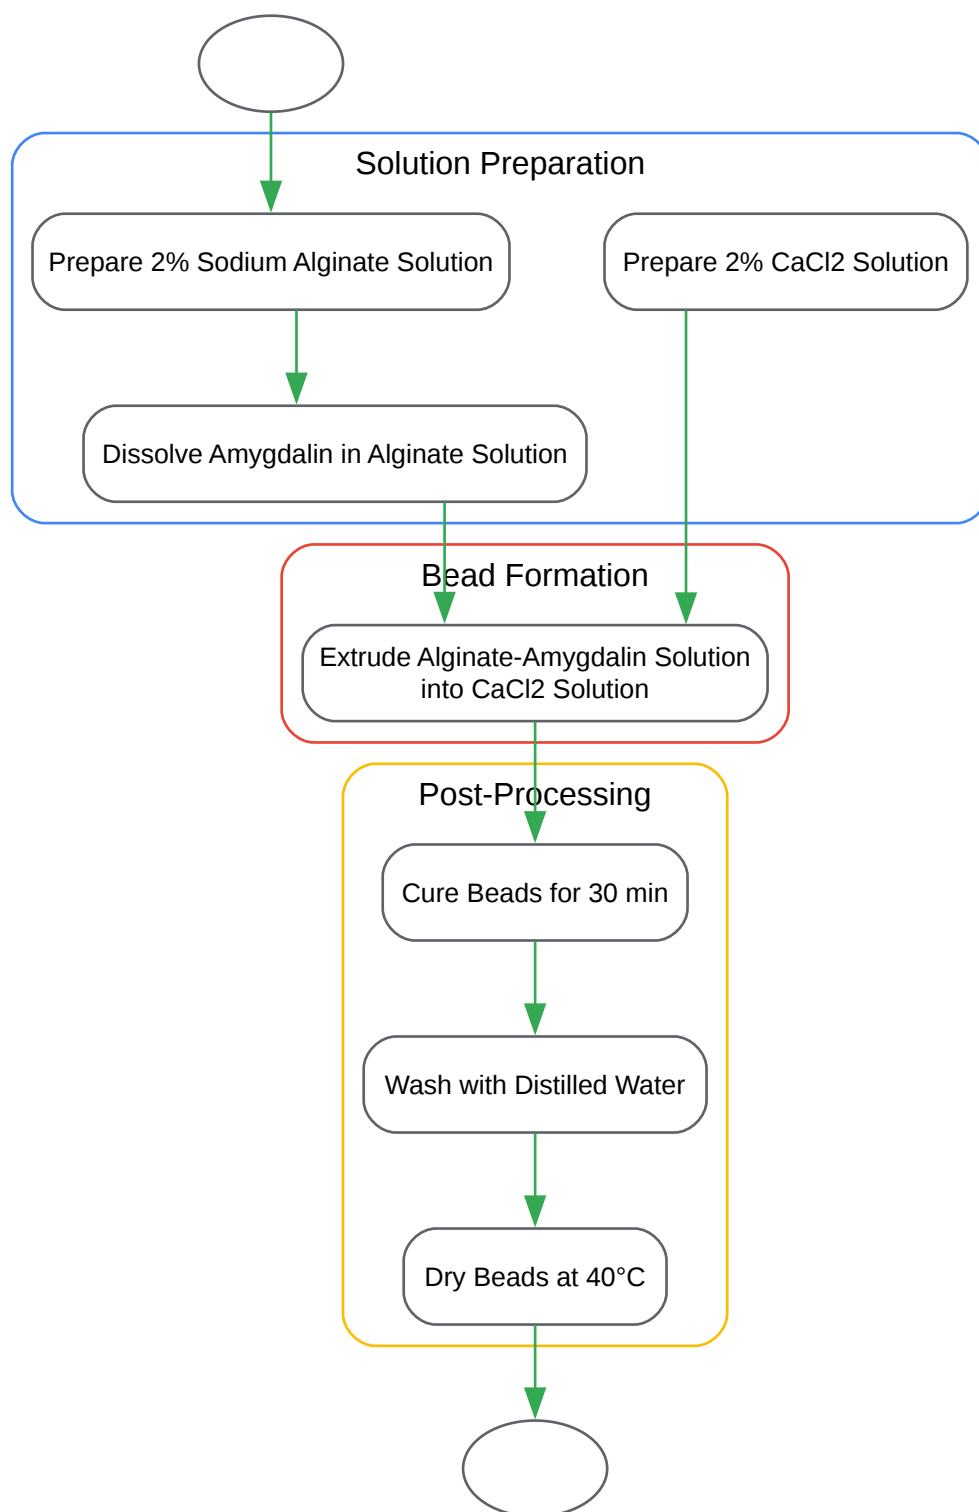 Solution Preparation
Prepare 2% Sodium Alginate Solution
Prepare 2% CaCl2 Solution
Dissolve Amygdalin in Alginate Solution
Bead Formation
Extrude Alginate-Amygdalin Solution
into CaCl2 Solution
Post-Processing
Cure Beads for 30 min
Wash with Distilled Water
Dry Beads at 40°C